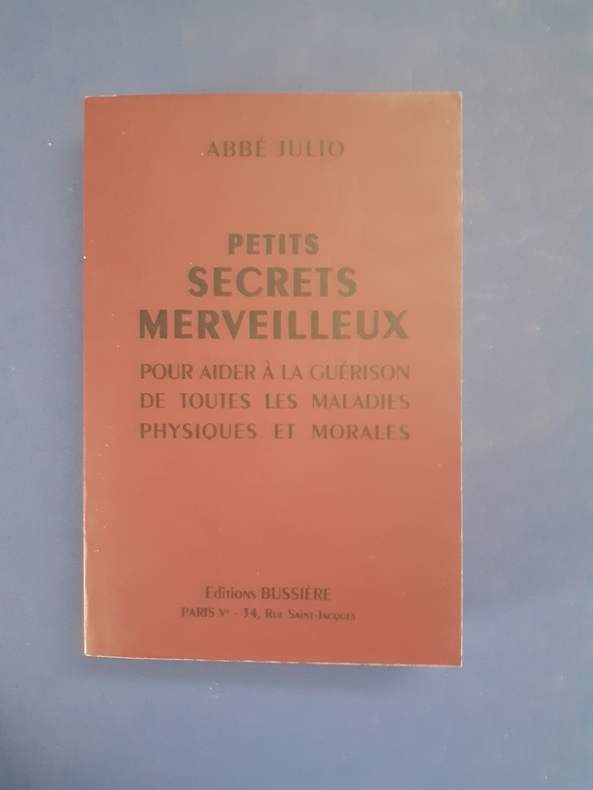 ABBÉ JULIO
PETITS
SECRETS
MERVEILLEUX
POUR AIDER À LA GUÉRISON
DE TOUTES LES MALADIES
PHYSIQUES ET MORALES
Editions BUSSIÈRE
PARIS Vᵉ - 34, RUE SAINT-JACQUES